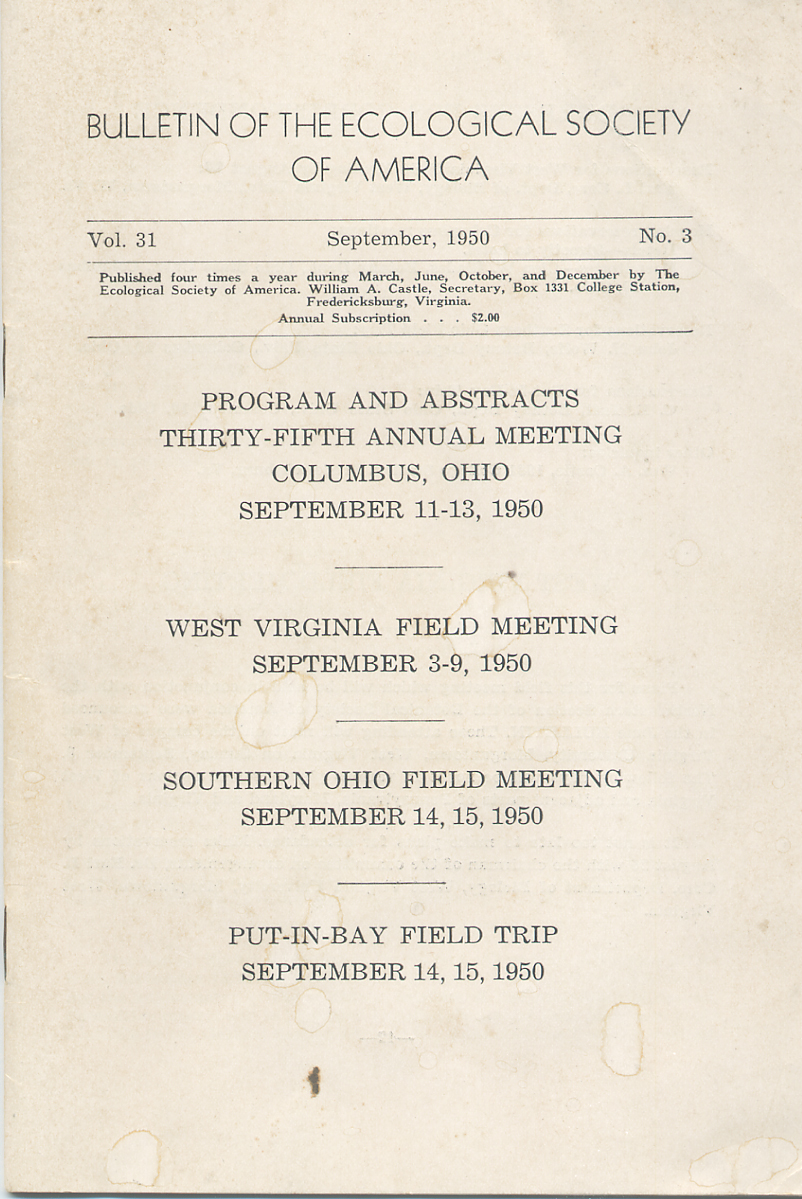 BULLETIN OF THE ECOLOGICAL SOCIETY
OF AMERICA
Vol. 31 September, 1950 No. 3
Published four times a year during March, June, October, and December by The
Ecological Society of America. William A. Castle, Secretary, Box 1331 College Station,
Fredericksburg, Virginia.
Annual Subscription . . . $2.00
PROGRAM AND ABSTRACTS
THIRTY-FIFTH ANNUAL MEETING
COLUMBUS, OHIO
SEPTEMBER 11-13, 1950
WEST VIRGINIA FIELD MEETING
SEPTEMBER 3-9, 1950
SOUTHERN OHIO FIELD MEETING
SEPTEMBER 14, 15, 1950
PUT-IN-BAY FIELD TRIP
SEPTEMBER 14, 15, 1950